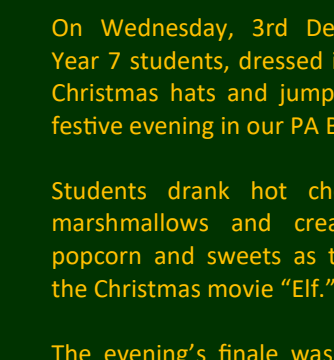 On Wednesday, 3rd De
Year 7 students, dressed
Christmas hats and jump
festive evening in our PA
Students drank hot ch
marshmallows and crea
popcorn and sweets as
the Christmas movie “Elf.”
The evening’s finale was